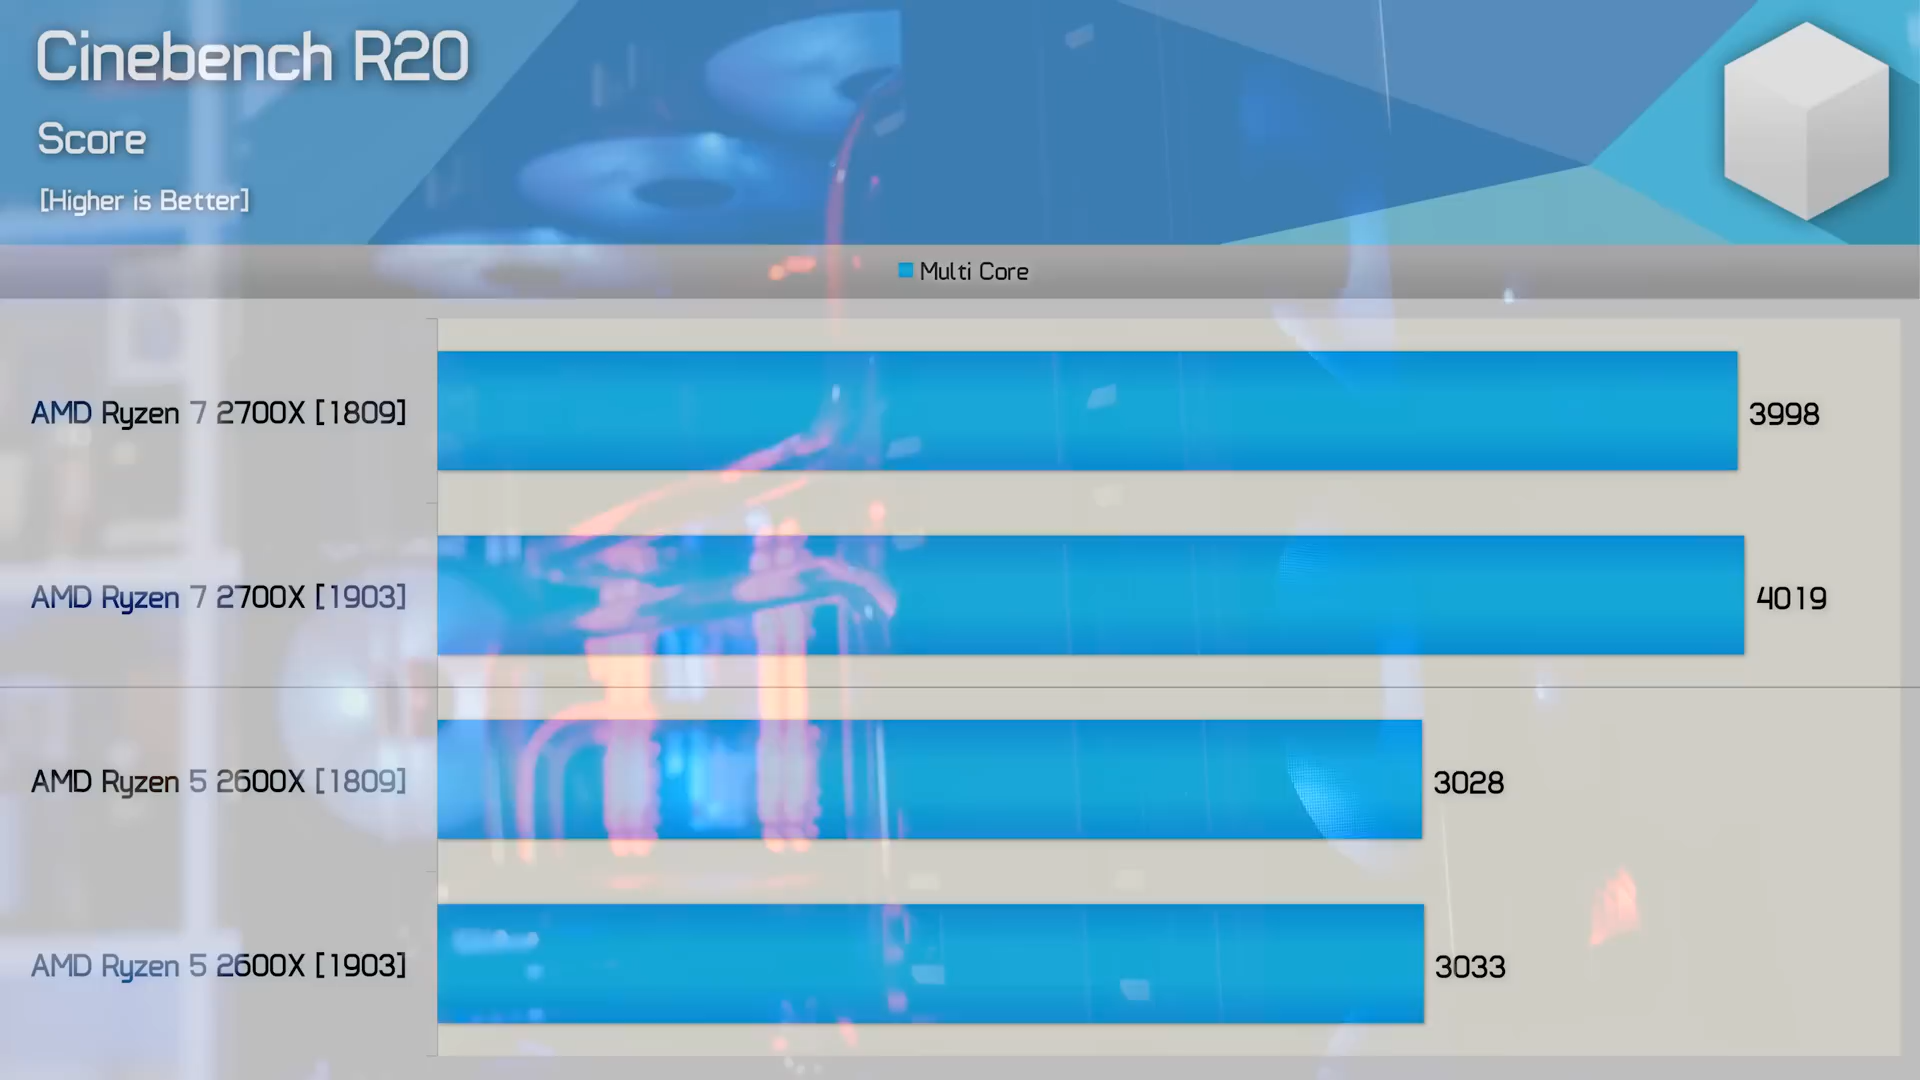 Cinebench R20
Score
[Higher is Better]
Multi Core
AMD Ryzen 7 2700X [1809] 3998
AMD Ryzen 7 2700X [1903] 4019
AMD Ryzen 5 2600X [1809] 3028
AMD Ryzen 5 2600X [1903] 3033